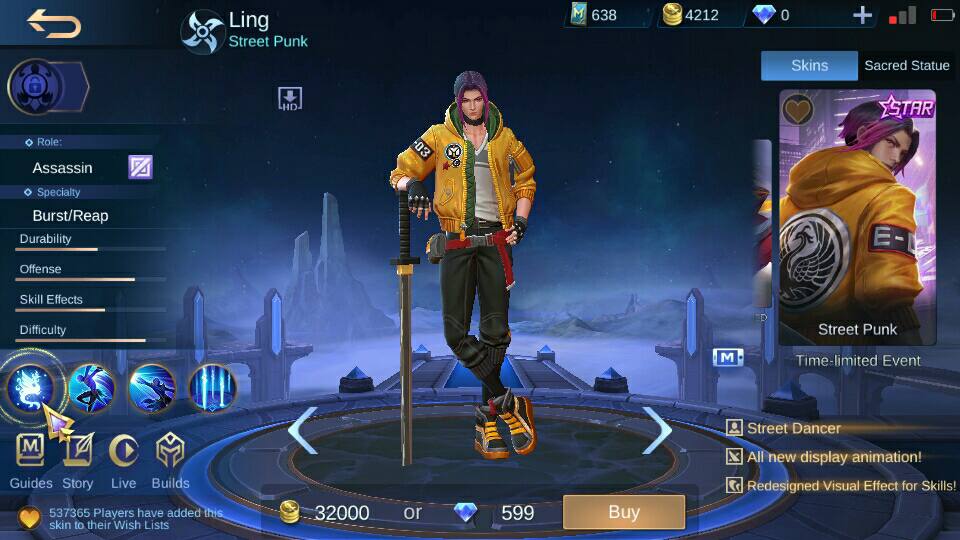 Ling
Street Punk
638
4212
0
Skins
Sacred Statue
HD
Role:
Assassin
Specialty
Burst/Reap
Durability
Offense
Skill Effects
Difficulty
-03
STAR
E-
Street Punk
M
Time-limited Event
Street Dancer
All new display animation!
Redesigned Visual Effect for Skills!
Guides
Story
Live
Builds
537365 Players have added this
skin to their Wish Lists
32000 or 599
Buy